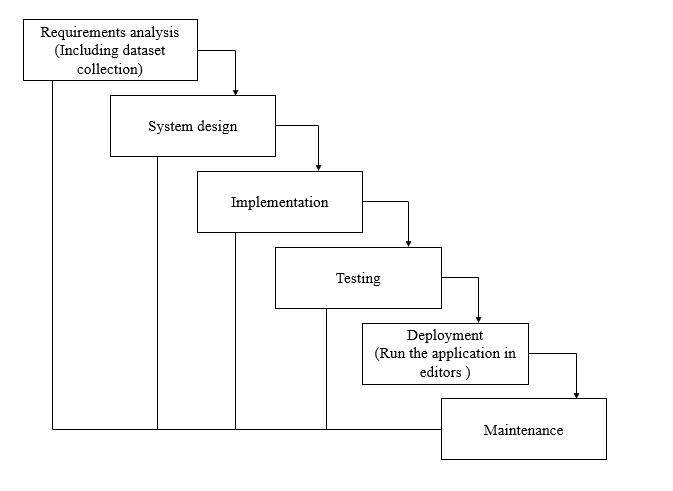 Requirements analysis
(Including dataset
collection)
System design
Implementation
Testing
Deployment
(Run the application in
editors )
Maintenance